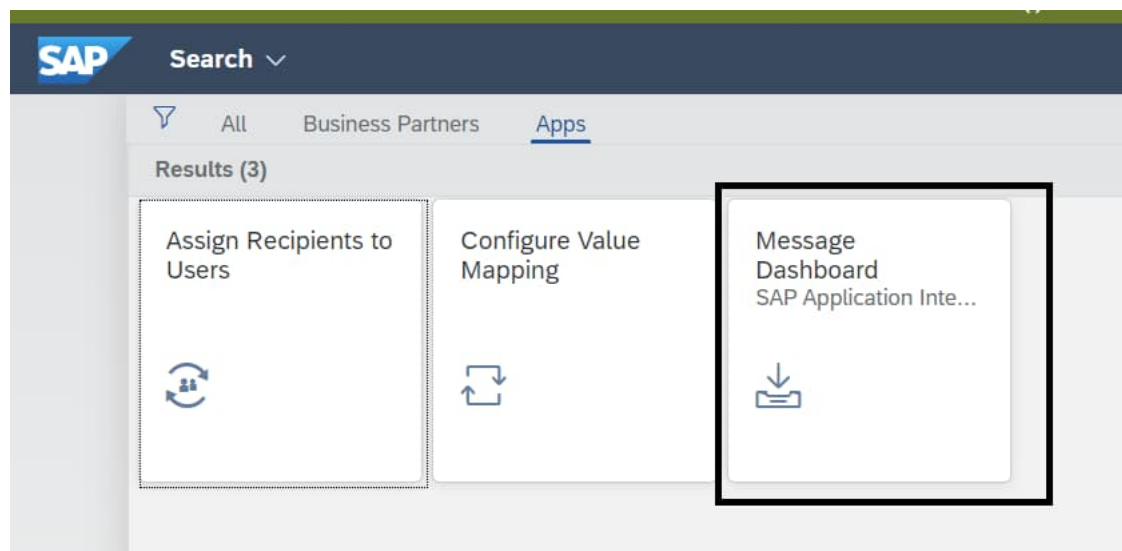 SAP Search
All Business Partners Apps
Results (3)
Assign Recipients to
Users
Configure Value
Mapping
Message
Dashboard
SAP Application Inte...